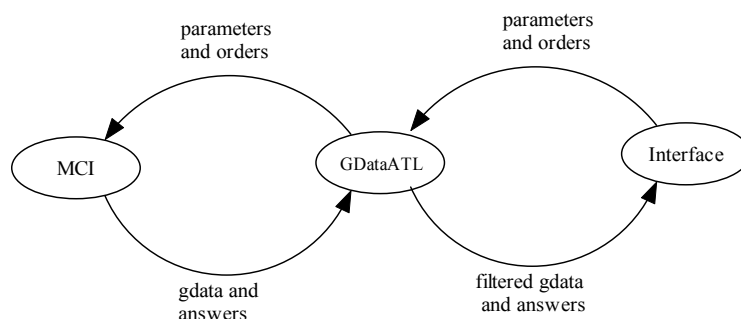 parameters
and orders
parameters
and orders
MCI
GDataATL
Interface
gdata and
answers
filtered gdata
and answers